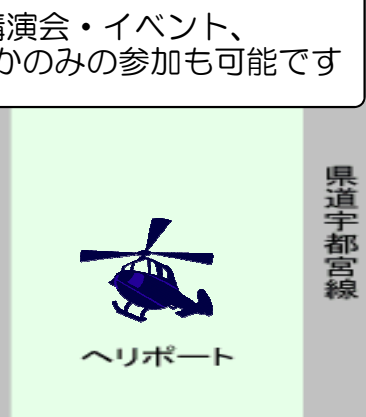 講演会・イベント、
かのみの参加も可能です
県道宇都宮線
ヘリポート